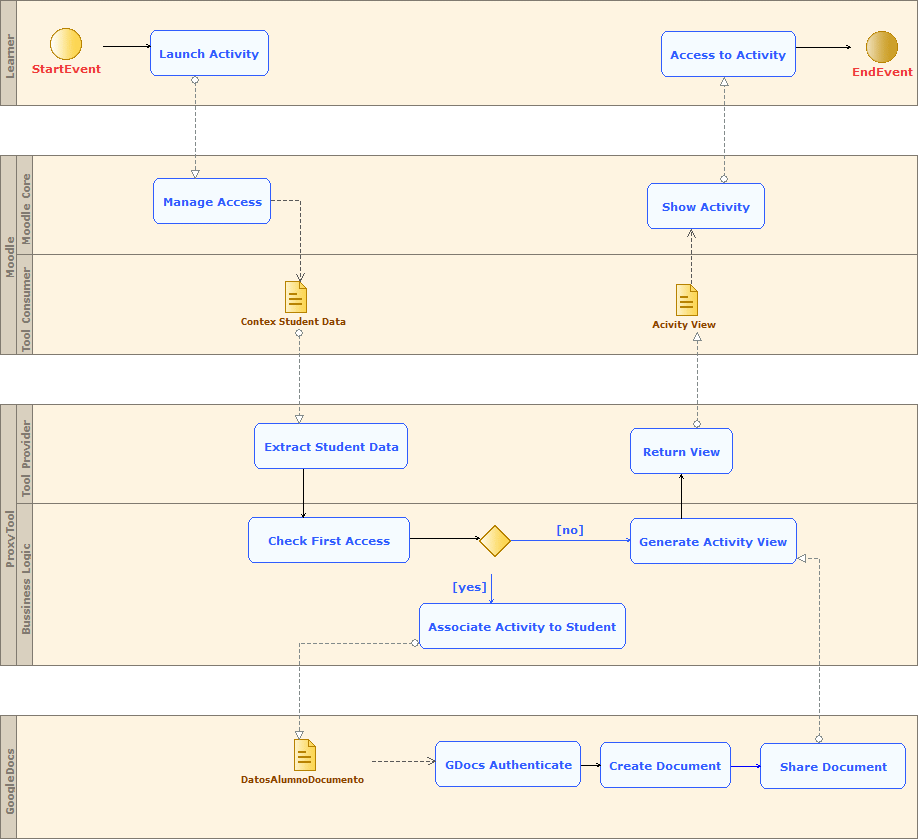 Learner
StartEvent
Launch Activity
Access to Activity
EndEvent
Moodle
Moodle Core
Manage Access
Show Activity
Tool Consumer
Contex Student Data
Acivity View
ProxyTool
Tool Provider
Extract Student Data
Return View
Bussiness Logic
Check First Access
[no]
Generate Activity View
[yes]
Associate Activity to Student
GoogleDocs
DatosAlumnoDocumento
GDocs Authenticate
Create Document
Share Document